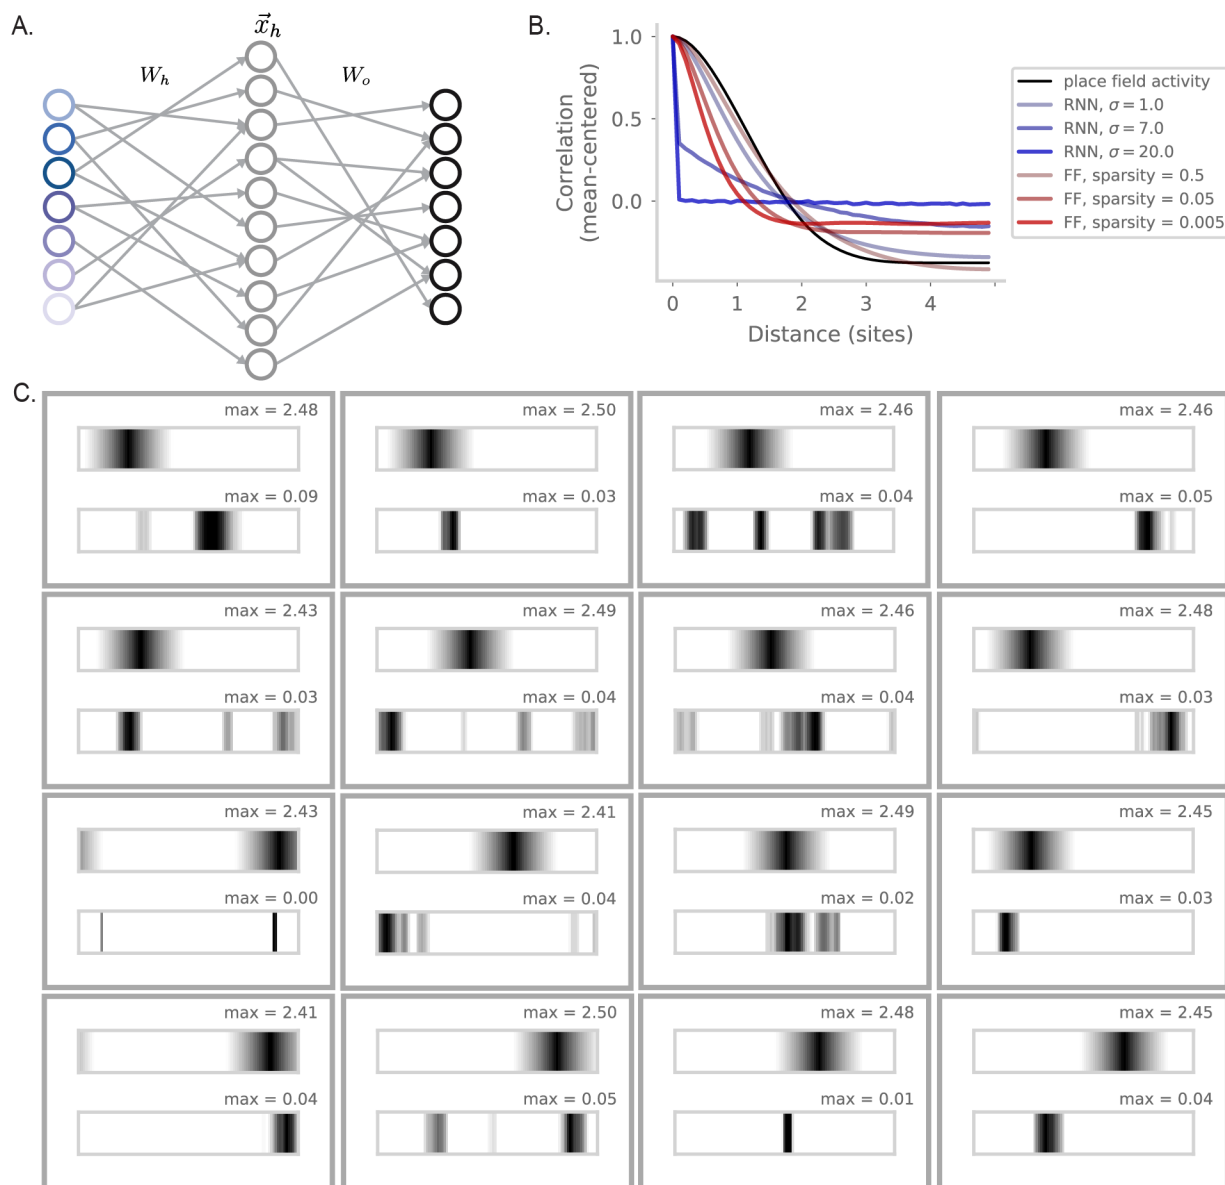 A.
$\vec{x}_h$
$W_h$
$W_o$
B.
Correlation
(mean-centered)
1.0
0.5
0.0
0 1 2 3 4
Distance (sites)
place field activity
RNN, σ = 1.0
RNN, σ = 7.0
RNN, σ = 20.0
FF, sparsity = 0.5
FF, sparsity = 0.05
FF, sparsity = 0.005
C.
max = 2.48
max = 0.09
max = 2.50
max = 0.03
max = 2.46
max = 0.04
max = 2.46
max = 0.05
max = 2.43
max = 0.03
max = 2.49
max = 0.04
max = 2.46
max = 0.04
max = 2.48
max = 0.03
max = 2.43
max = 0.00
max = 2.41
max = 0.04
max = 2.49
max = 0.02
max = 2.45
max = 0.03
max = 2.41
max = 0.04
max = 2.50
max = 0.05
max = 2.48
max = 0.01
max = 2.45
max = 0.04